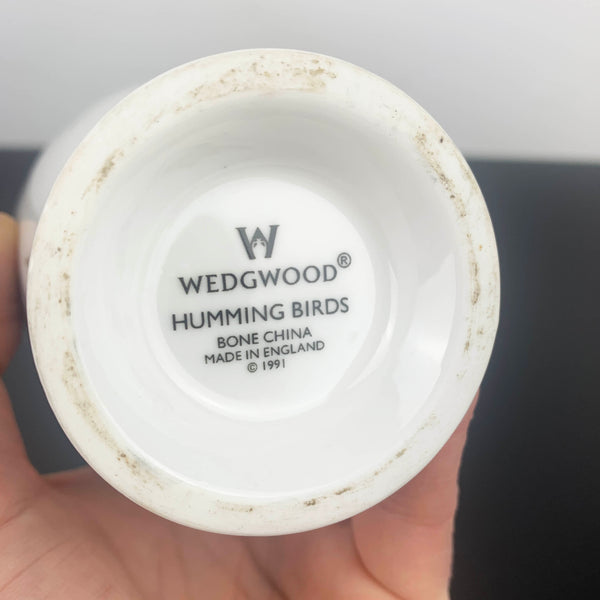 W
WEDGWOOD®
HUMMING BIRDS
BONE CHINA
MADE IN ENGLAND
© 1991